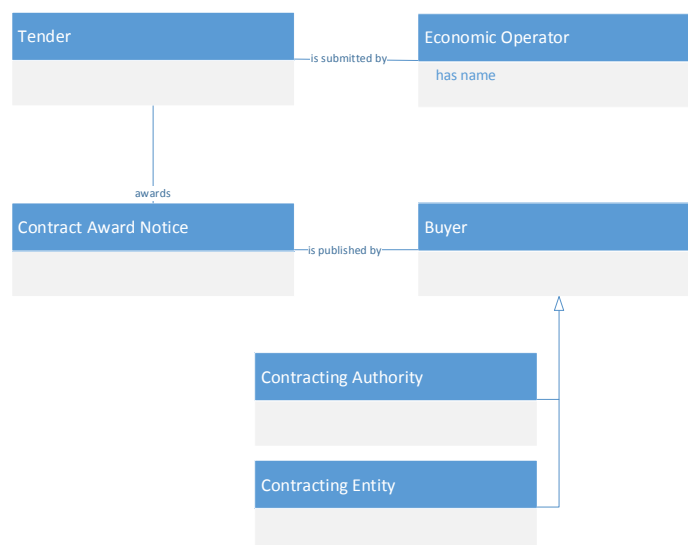 Tender
Economic Operator
is submitted by
has name
awards
Contract Award Notice
Buyer
is published by
Contracting Authority
Contracting Entity